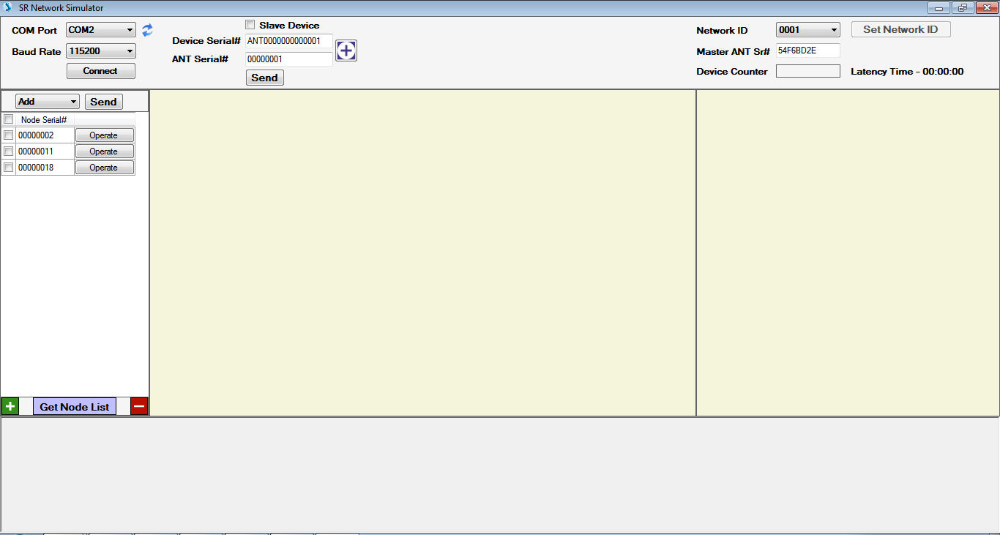 SR Network Simulator
COM Port COM2
Baud Rate 115200
Connect
Slave Device
Device Serial# ANT0000000000001
ANT Serial# 00000001
Send
Network ID 0001 Set Network ID
Master ANT Sr# 54F6BD2E
Device Counter Latency Time - 00:00:00
Add Send
Node Serial#
00000002 Operate
00000011 Operate
00000018 Operate
Get Node List